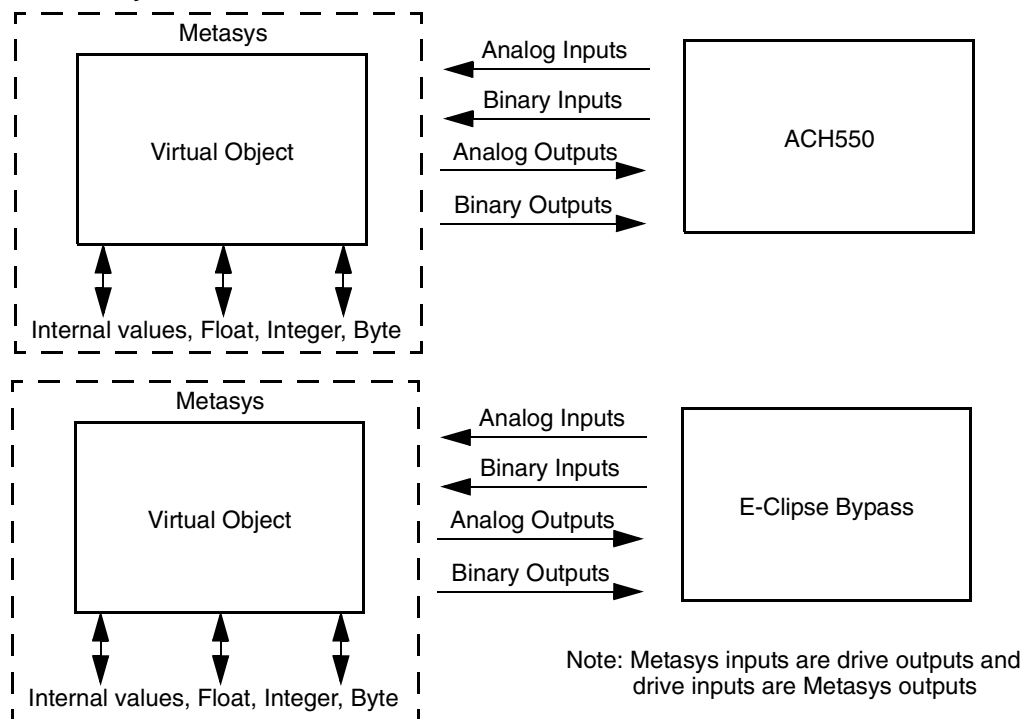 Metasys
Virtual Object
Analog Inputs
Binary Inputs
Analog Outputs
Binary Outputs
ACH550
Internal values, Float, Integer, Byte
Metasys
Virtual Object
Analog Inputs
Binary Inputs
Analog Outputs
Binary Outputs
E-Clipse Bypass
Internal values, Float, Integer, Byte
Note: Metasys inputs are drive outputs and
drive inputs are Metasys outputs